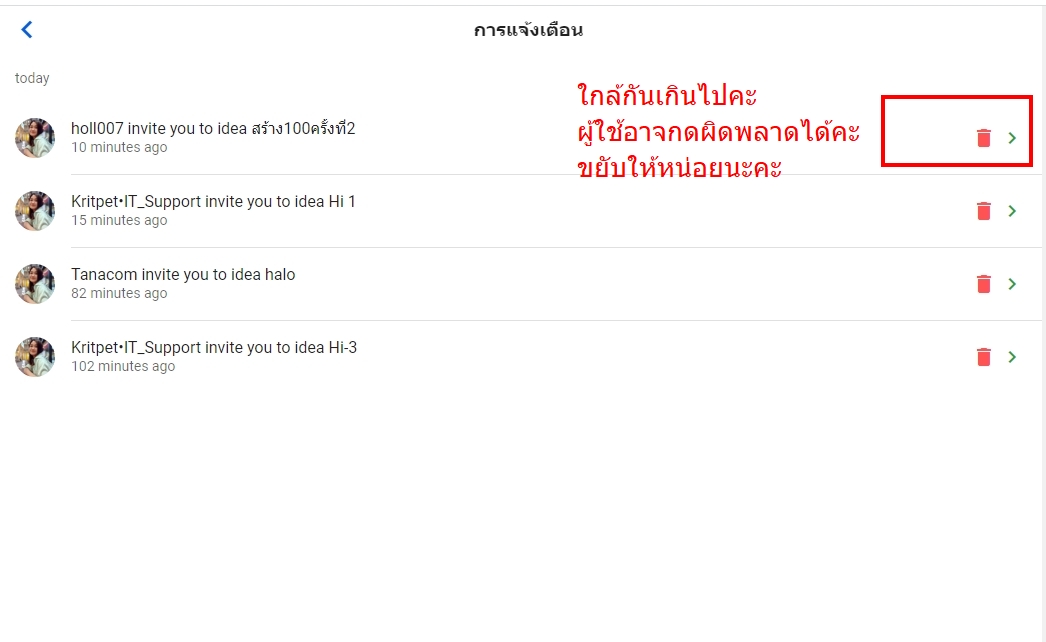 การแจ้งเตือน
today
ใกล้กันเกินไปคะ
ผู้ใช้อาจกดผิดพลาดได้คะ
ขยับให้หน่อยนะคะ
holl007 invite you to idea สร้าง100ครั้งที่2
10 minutes ago
Kritpet•IT_Support invite you to idea Hi 1
15 minutes ago
Tanacom invite you to idea halo
82 minutes ago
Kritpet•IT_Support invite you to idea Hi-3
102 minutes ago